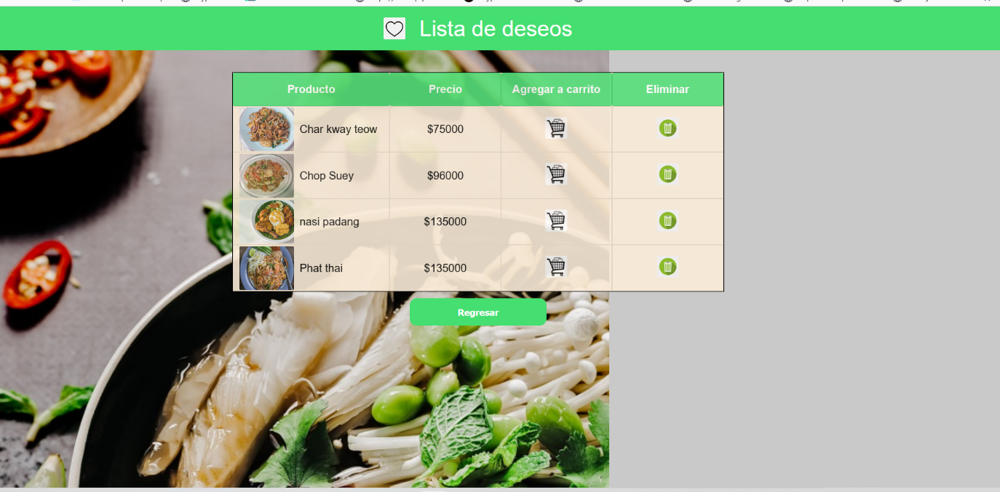 Lista de deseos
Producto Precio Agregar a carrito Eliminar
Char kway teow $75000
Chop Suey $96000
nasi padang $135000
Phat thai $135000
Regresar